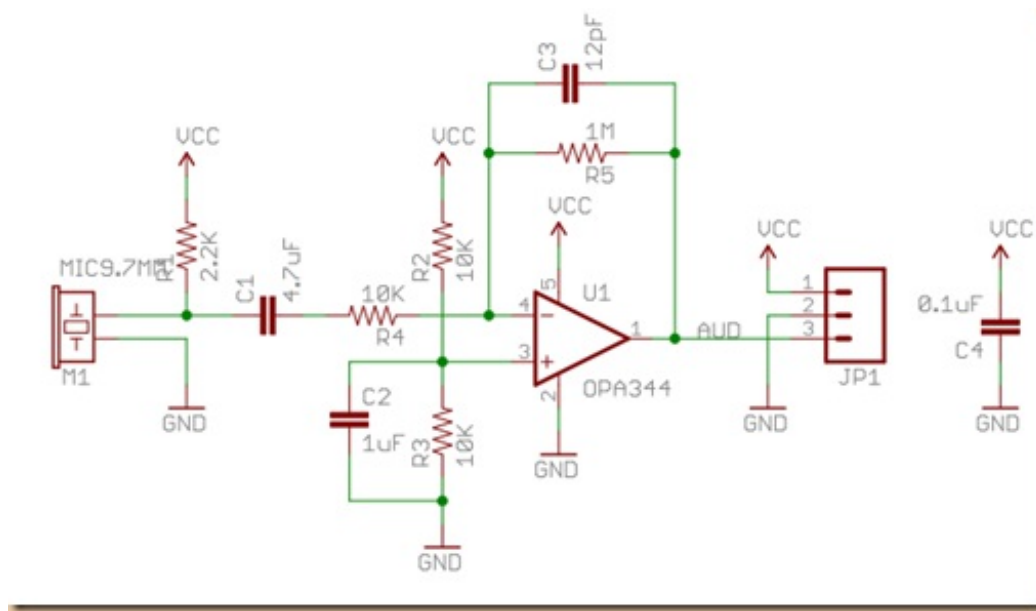 C3
12pF
1M
R5
VCC
VCC
VCC
VCC
VCC
MIC9.7MM
R1
2.2K
C1
4.7uF
R2
10K
10K
R4
4
5
U1
3
1
2
OPA344
AUD
1
2
3
JP1
0.1uF
C4
M1
GND
C2
1uF
R3
10K
GND
GND
GND
GND